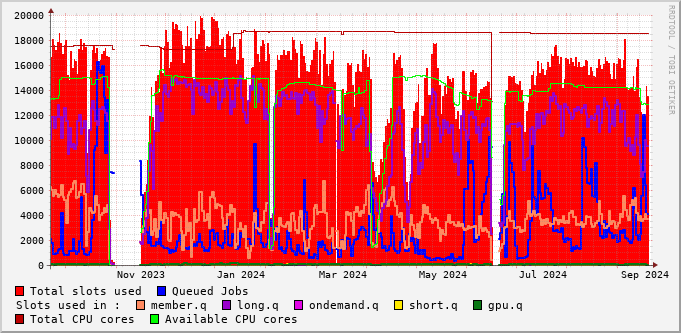 20000
18000
16000
14000
12000
10000
8000
6000
4000
2000
0
Nov 2023 Jan 2024 Mar 2024 May 2024 Jul 2024 Sep 2024
RRDTOOL / TOBI OETIKER
Total slots used Queued Jobs
Slots used in : member.q long.q ondemand.q short.q gpu.q
Total CPU cores Available CPU cores